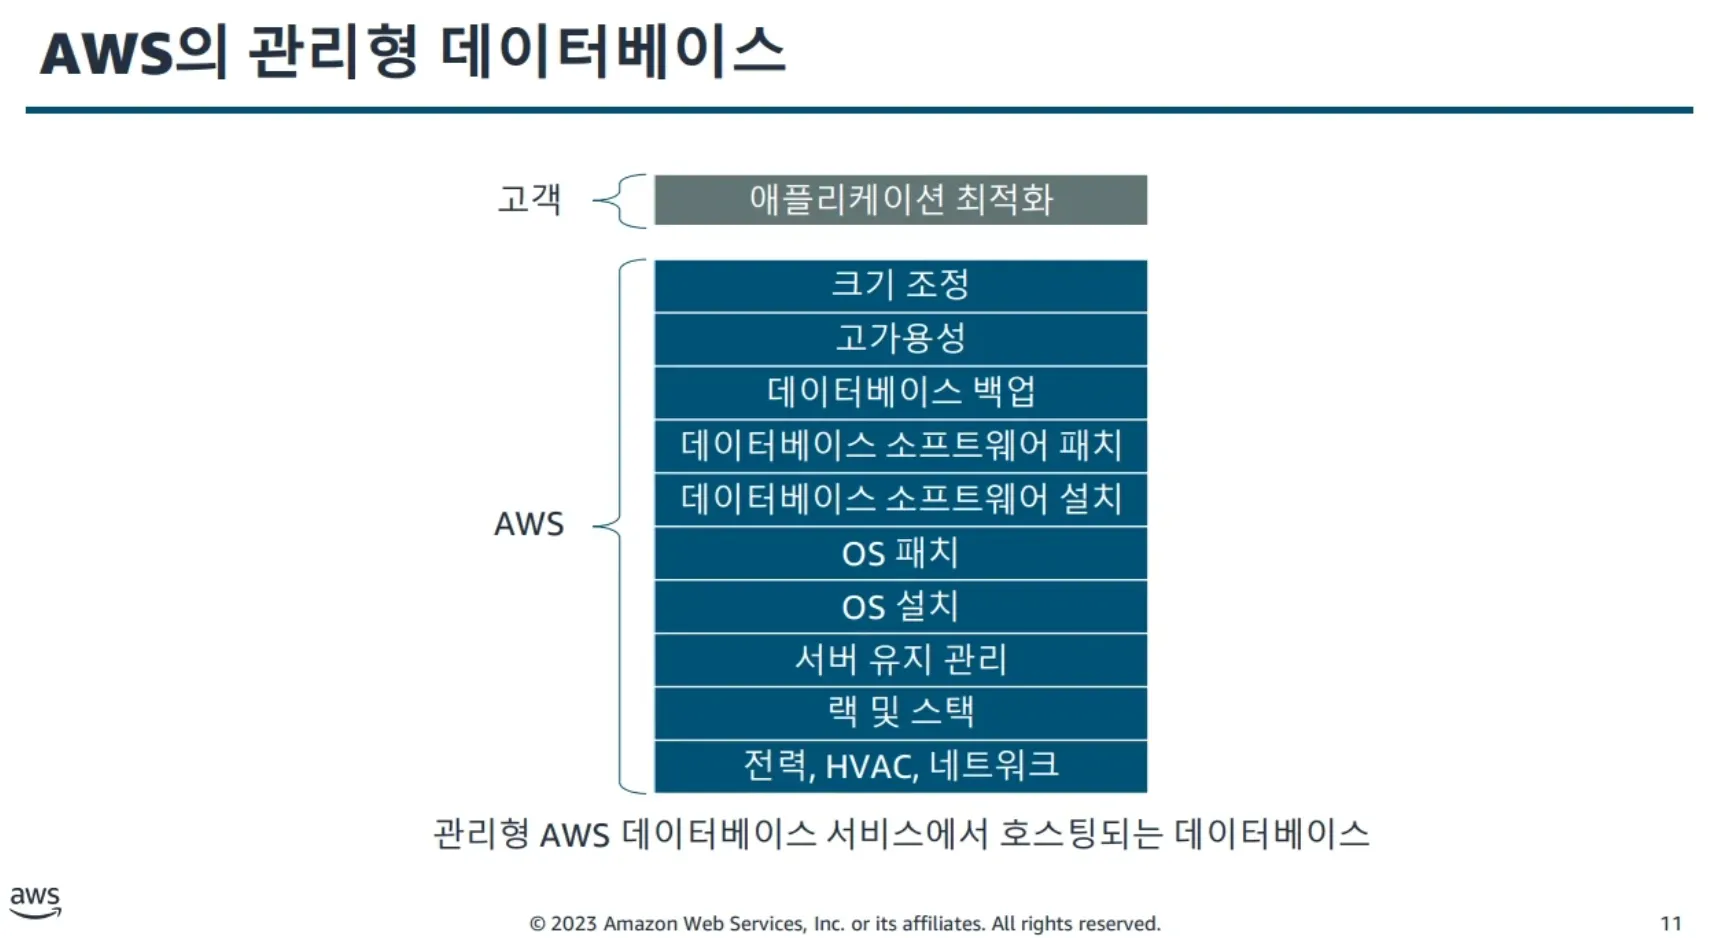 AWS의 관리형 데이터베이스
고객
애플리케이션 최적화
크기 조정
고가용성
데이터베이스 백업
데이터베이스 소프트웨어 패치
데이터베이스 소프트웨어 설치
AWS
OS 패치
OS 설치
서버 유지 관리
랙 및 스택
전력, HVAC, 네트워크
관리형 AWS 데이터베이스 서비스에서 호스팅되는 데이터베이스
aws
© 2023 Amazon Web Services, Inc. or its affiliates. All rights reserved.
11